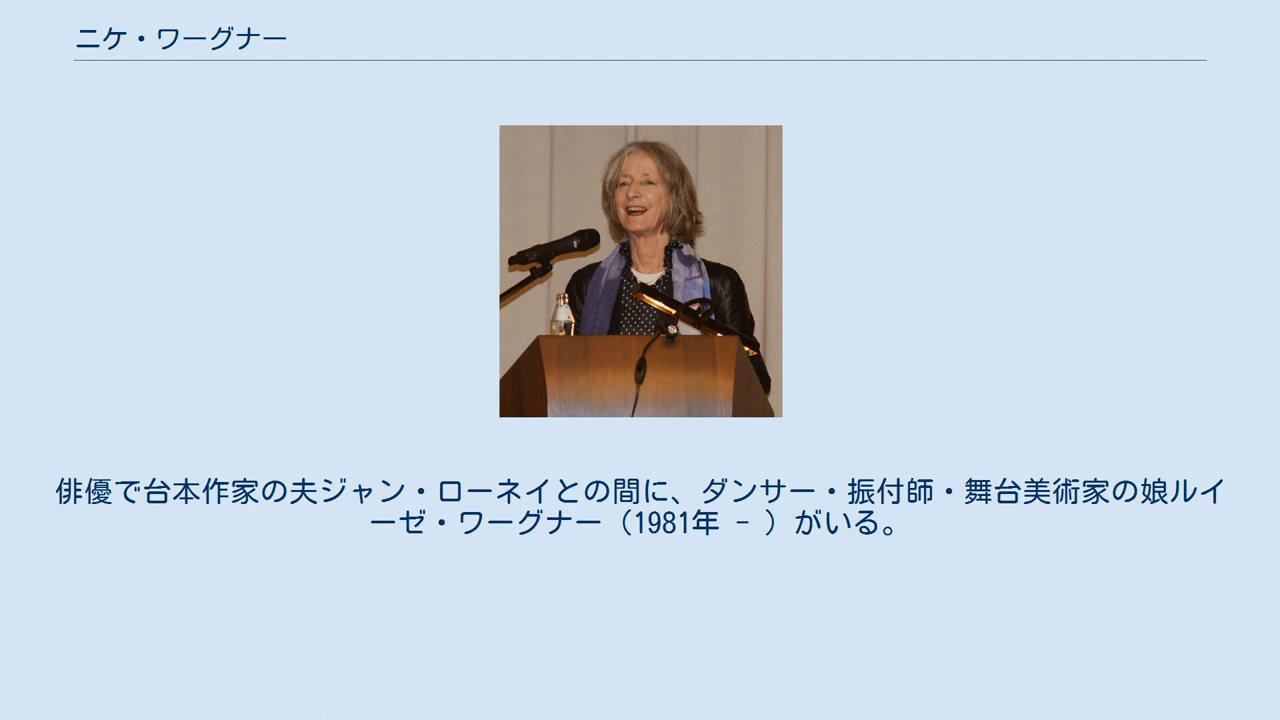 ニケ・ワーグナー
俳優で台本作家の夫ジャン・ローネイとの間に、ダンサー・振付師・舞台美術家の娘ルイ
ーゼ・ワーグナー（1981年 － ）がいる。